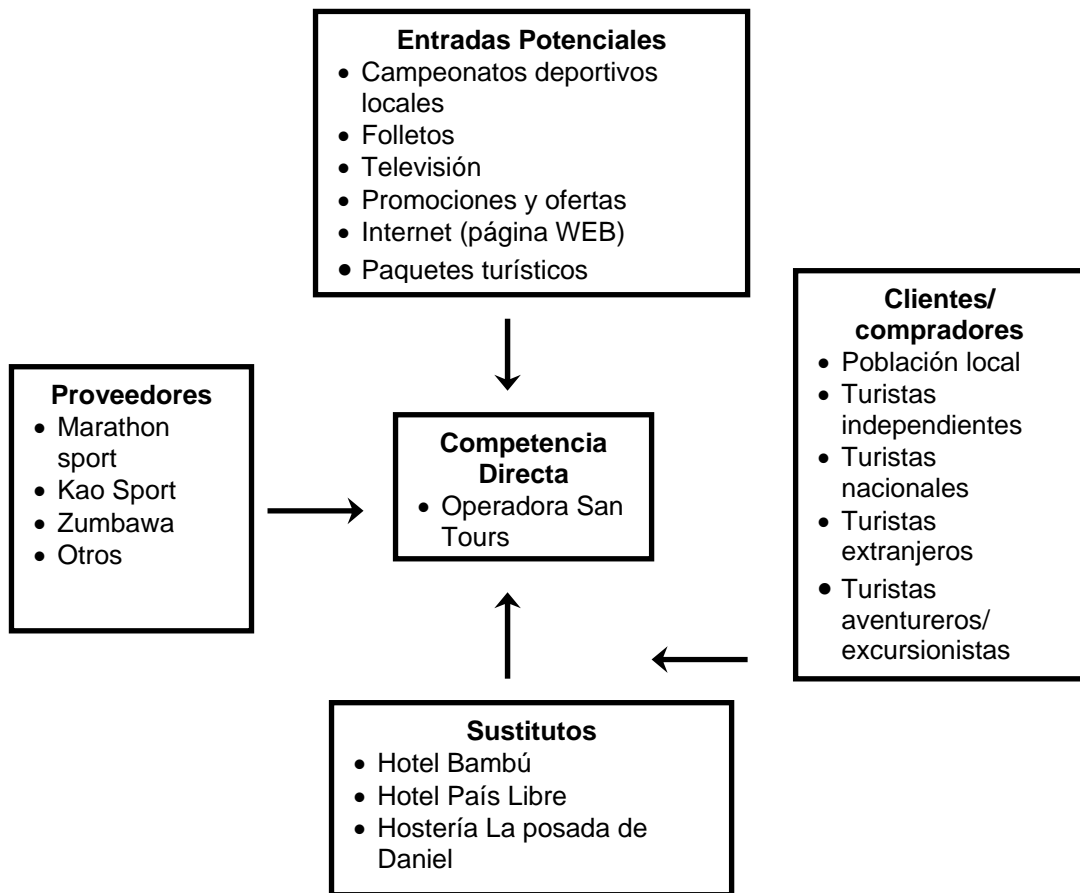 Entradas Potenciales
• Campeonatos deportivos
locales
• Folletos
• Televisión
• Promociones y ofertas
• Internet (página WEB)
• Paquetes turísticos
Clientes/
compradores
• Población local
• Turistas
independientes
• Turistas
nacionales
• Turistas
extranjeros
• Turistas
aventureros/
excursionistas
Proveedores
• Marathon
sport
• Kao Sport
• Zumbawa
• Otros
Competencia
Directa
• Operadora San
Tours
Sustitutos
• Hotel Bambú
• Hotel País Libre
• Hostería La posada de
Daniel